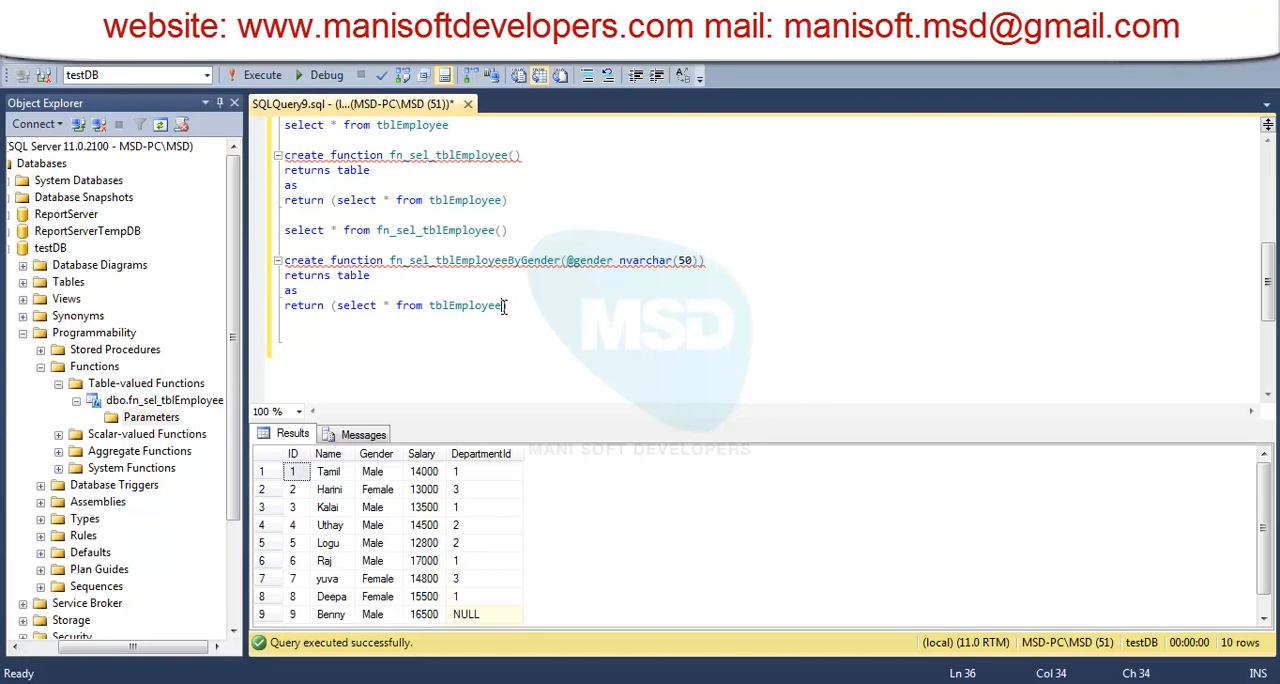 website: www.manisoftdevelopers.com mail: manisoft.msd@gmail.com
testDB Execute Debug
Object Explorer
SQLQuery9.sql - (l...(MSD-PC\MSD (51))* 
Connect
SQL Server 11.0.2100 - MSD-PC\MSD)
Databases
System Databases
Database Snapshots
ReportServer
ReportServerTempDB
testDB
Database Diagrams
Tables
Views
Synonyms
Programmability
Stored Procedures
Functions
Table-valued Functions
dbo.fn_sel_tblEmployee
Parameters
Scalar-valued Functions
Aggregate Functions
System Functions
Database Triggers
Assemblies
Types
Rules
Defaults
Plan Guides
Sequences
Service Broker
Storage
Security
select * from tblEmployee
create function fn_sel_tblEmployee()
returns table
as
return (select * from tblEmployee)
select * from fn_sel_tblEmployee()
create function fn_sel_tblEmployeeByGender(@gender nvarchar(50))
returns table
as
return (select * from tblEmployee)
MSD
MANI SOFT DEVELOPERS
100 %
Results Messages
ID Name Gender Salary DepartmentId
1 1 Tamil Male 14000 1
2 2 Harini Female 13000 3
3 3 Kalai Male 13500 1
4 4 Uthay Male 14500 2
5 5 Logu Male 12800 2
6 6 Raj Male 17000 1
7 7 yuva Female 14800 3
8 8 Deepa Female 15500 1
9 9 Benny Male 16500 NULL
Query executed successfully. (local) (11.0 RTM) MSD-PC\MSD (51) testDB 00:00:00 10 rows
Ready Ln 36 Col 34 Ch 34 INS